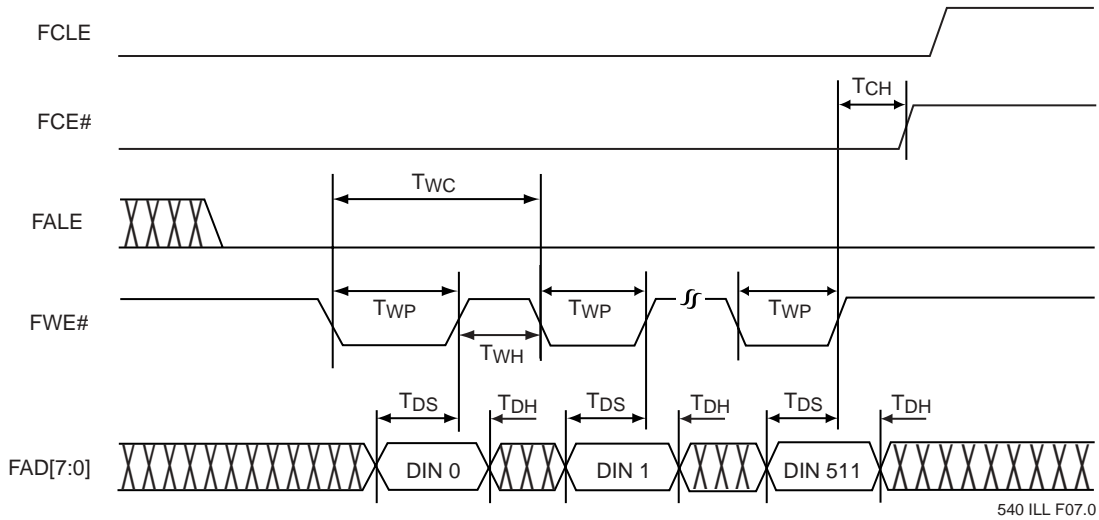 FCLE
TCH
FCE#
TWC
FALE
TWP
TWP
TWP
FWE#
TWH
TDS
TDH
TDS
TDH
TDS
TDH
FAD[7:0]
DIN 0
DIN 1
DIN 511
540 ILL F07.0